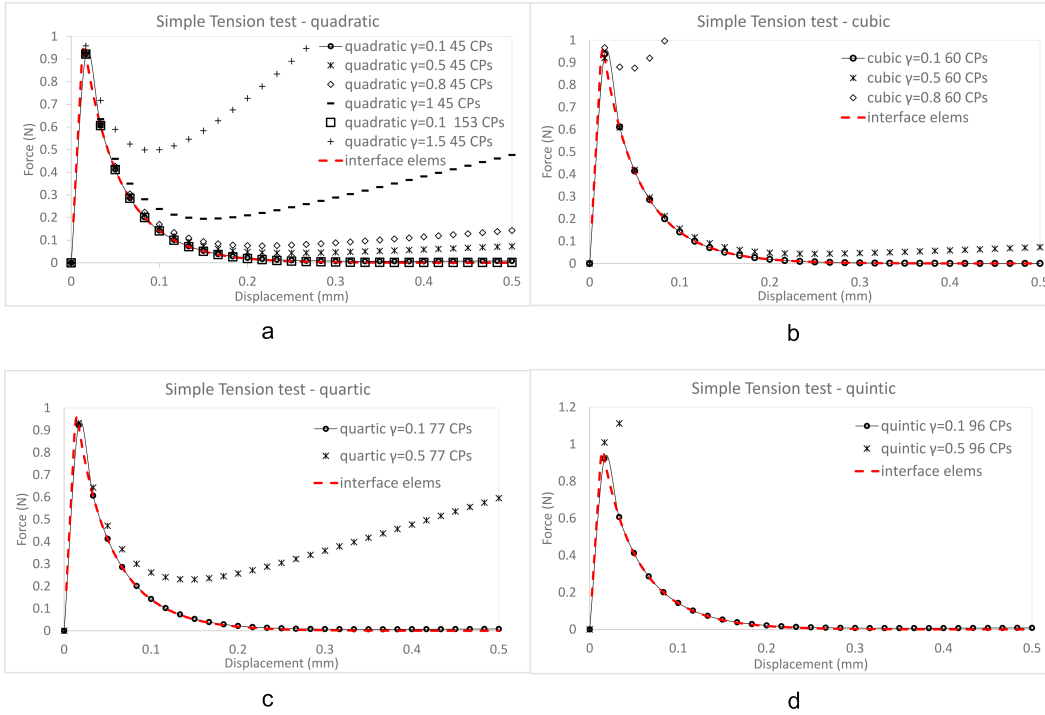 Simple Tension test - quadratic
1
0.9
0.8
0.7
0.6
0.5
0.4
0.3
0.2
0.1
0
Force (N)
quadratic γ=0.1 45 CPs
quadratic γ=0.5 45 CPs
quadratic γ=0.8 45 CPs
quadratic γ=1 45 CPs
quadratic γ=0.1 153 CPs
quadratic γ=1.5 45 CPs
interface elems
0 0.1 0.2 0.3 0.4 0.5
Displacement (mm)
a
Simple Tension test - cubic
1
0.9
0.8
0.7
0.6
0.5
0.4
0.3
0.2
0.1
0
Force (N)
cubic γ=0.1 60 CPs
cubic γ=0.5 60 CPs
cubic γ=0.8 60 CPs
interface elems
0 0.1 0.2 0.3 0.4 0.5
Displacement (mm)
b
Simple Tension test - quartic
1
0.9
0.8
0.7
0.6
0.5
0.4
0.3
0.2
0.1
0
Force (N)
quartic γ=0.1 77 CPs
quartic γ=0.5 77 CPs
interface elems
0 0.1 0.2 0.3 0.4 0.5
Displacement (mm)
c
Simple Tension test - quintic
1.2
1
0.8
0.6
0.4
0.2
0
Force (N)
quintic γ=0.1 96 CPs
quintic γ=0.5 96 CPs
interface elems
0 0.1 0.2 0.3 0.4 0.5
Displacement (mm)
d